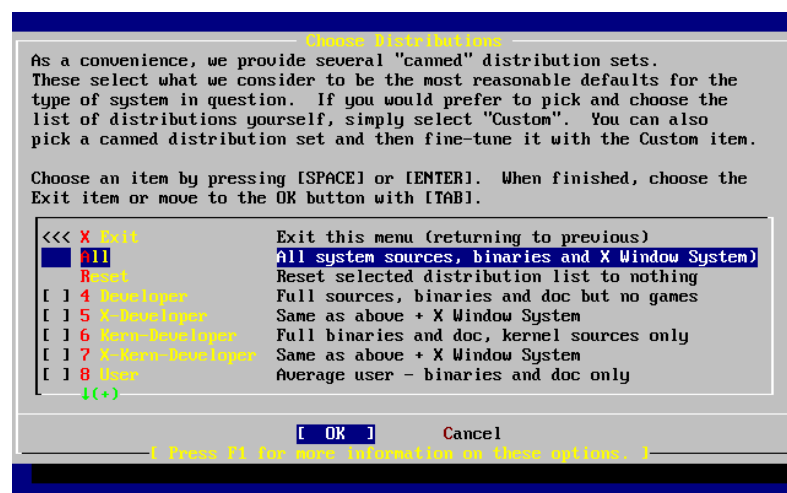 Choose Distributions
As a convenience, we provide several "canned" distribution sets.
These select what we consider to be the most reasonable defaults for the
type of system in question.  If you would prefer to pick and choose the
list of distributions yourself, simply select "Custom".  You can also
pick a canned distribution set and then fine-tune it with the Custom item.
Choose an item by pressing [SPACE] or [ENTER].  When finished, choose the
Exit item or move to the OK button with [TAB].
<<< X Exit Exit this menu (returning to previous)
All All system sources, binaries and X Window System)
Reset Reset selected distribution list to nothing
[ ] 4 Developer Full sources, binaries and doc but no games
[ ] 5 X-Developer Same as above + X Window System
[ ] 6 Kern-Developer Full binaries and doc, kernel sources only
[ ] 7 X-Kern-Developer Same as above + X Window System
[ ] 8 User Average user - binaries and doc only
↓(+)
[ OK ] Cancel
[ Press F1 for more information on these options. ]